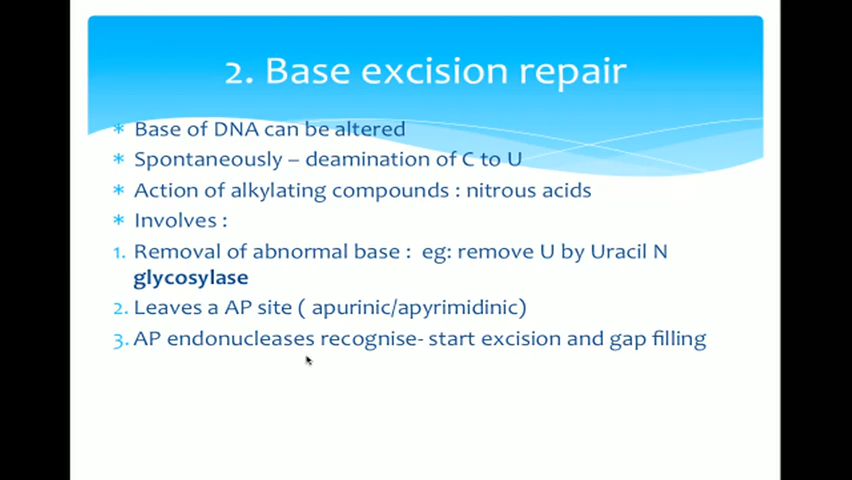 2. Base excision repair
* Base of DNA can be altered
* Spontaneously – deamination of C to U
* Action of alkylating compounds : nitrous acids
* Involves :
1. Removal of abnormal base : eg: remove U by Uracil N
glycosylase
2. Leaves a AP site ( apurinic/apyrimidinic)
3. AP endonucleases recognise- start excision and gap filling